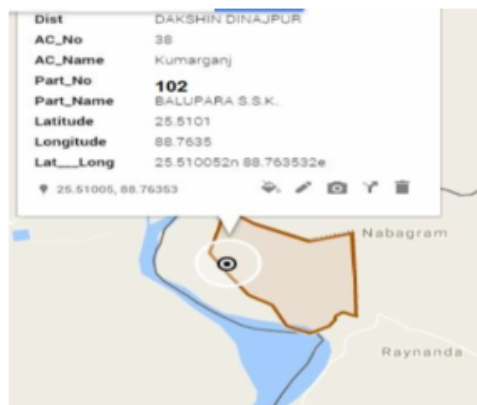 Dist DAKSHIN DINAJPUR
AC_No 38
AC_Name Kumarganj
Part_No 102
Part_Name BALUPARA S.S.K.
Latitude 25.5101
Longitude 88.7635
Lat___Long 25.510052n 88.763532e
25.51005, 88.76353
Nabagram
Raynanda